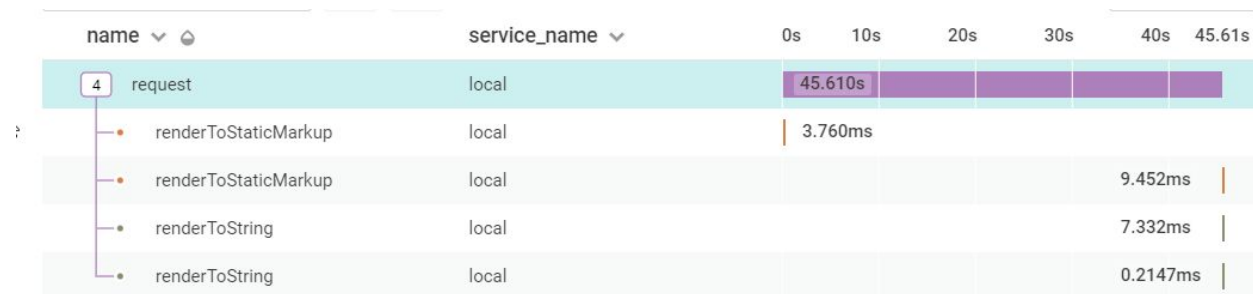 name service_name 0s 10s 20s 30s 40s 45.61s
4 request local 45.610s
renderToStaticMarkup local 3.760ms
renderToStaticMarkup local 9.452ms
renderToString local 7.332ms
renderToString local 0.2147ms